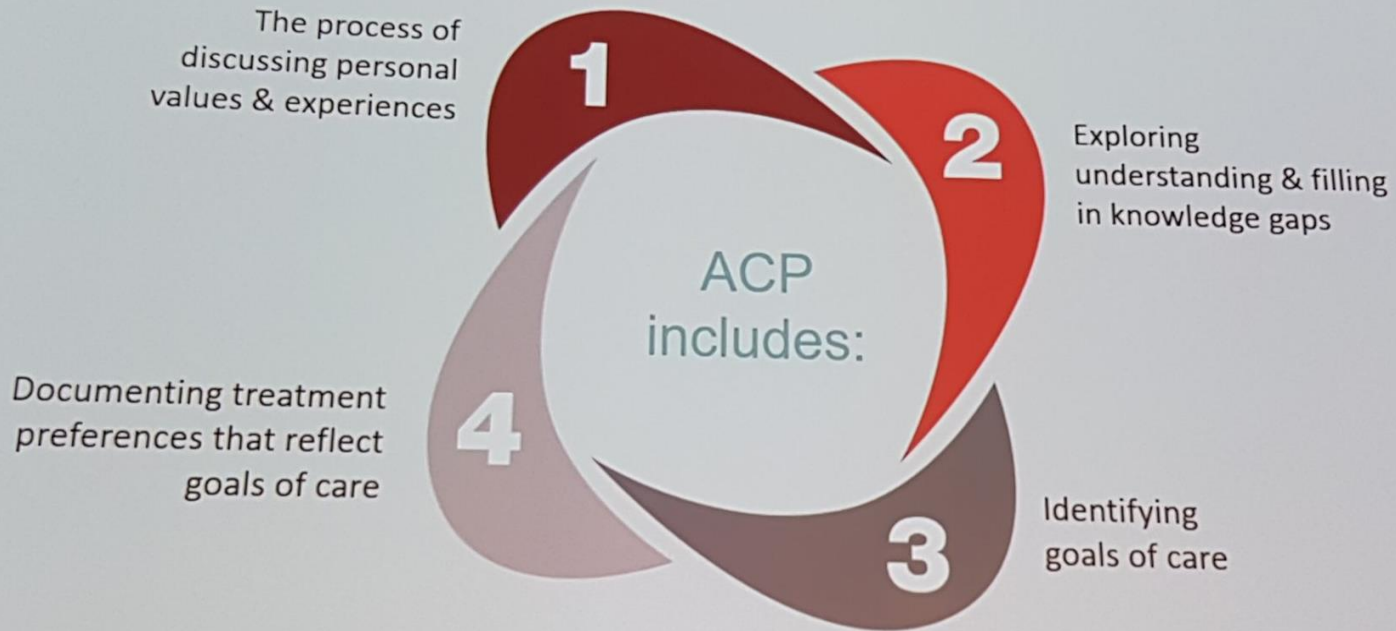 The process of
discussing personal
values & experiences
1
2
Exploring
understanding & filling
in knowledge gaps
ACP
includes:
Documenting treatment
preferences that reflect
goals of care
4
3
Identifying
goals of care